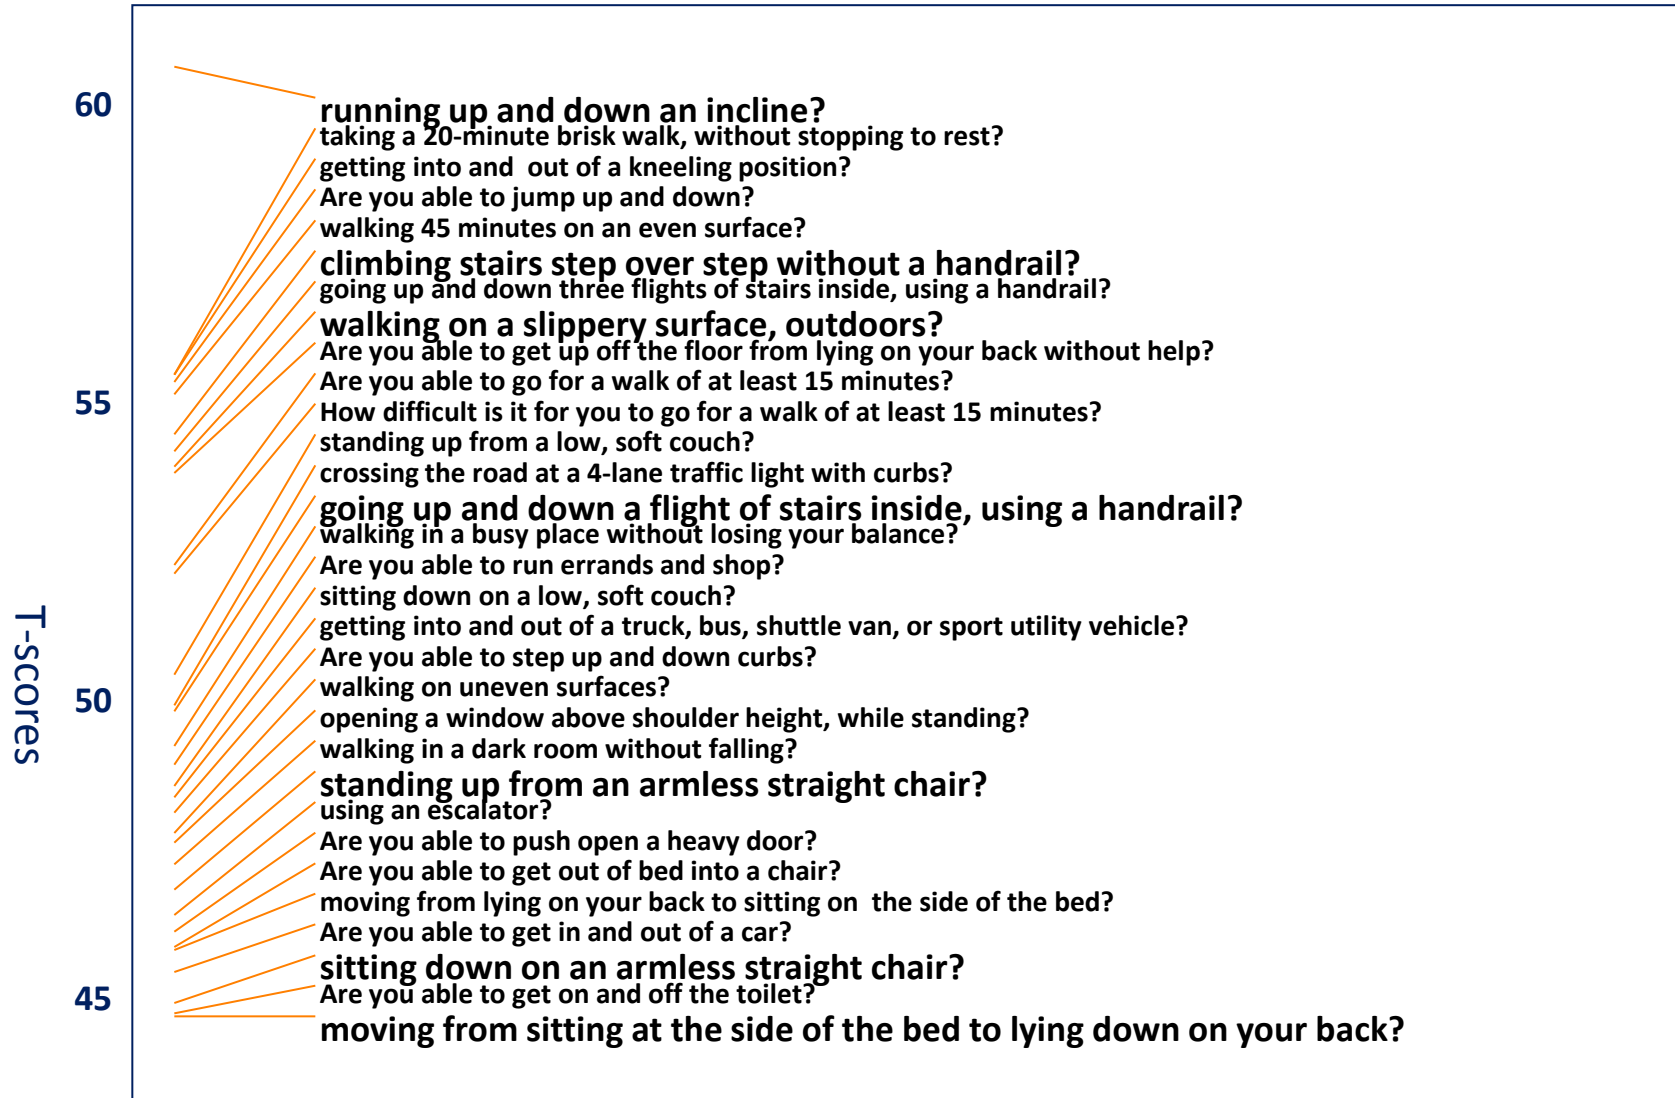 60
55
50
45
T-scores
running up and down an incline?
taking a 20-minute brisk walk, without stopping to rest?
getting into and  out of a kneeling position?
Are you able to jump up and down?
walking 45 minutes on an even surface?
climbing stairs step over step without a handrail?
going up and down three flights of stairs inside, using a handrail?
walking on a slippery surface, outdoors?
Are you able to get up off the floor from lying on your back without help?
Are you able to go for a walk of at least 15 minutes?
How difficult is it for you to go for a walk of at least 15 minutes?
standing up from a low, soft couch?
crossing the road at a 4-lane traffic light with curbs?
going up and down a flight of stairs inside, using a handrail?
walking in a busy place without losing your balance?
Are you able to run errands and shop?
sitting down on a low, soft couch?
getting into and out of a truck, bus, shuttle van, or sport utility vehicle?
Are you able to step up and down curbs?
walking on uneven surfaces?
opening a window above shoulder height, while standing?
walking in a dark room without falling?
standing up from an armless straight chair?
using an escalator?
Are you able to push open a heavy door?
Are you able to get out of bed into a chair?
moving from lying on your back to sitting on  the side of the bed?
Are you able to get in and out of a car?
sitting down on an armless straight chair?
Are you able to get on and off the toilet?
moving from sitting at the side of the bed to lying down on your back?